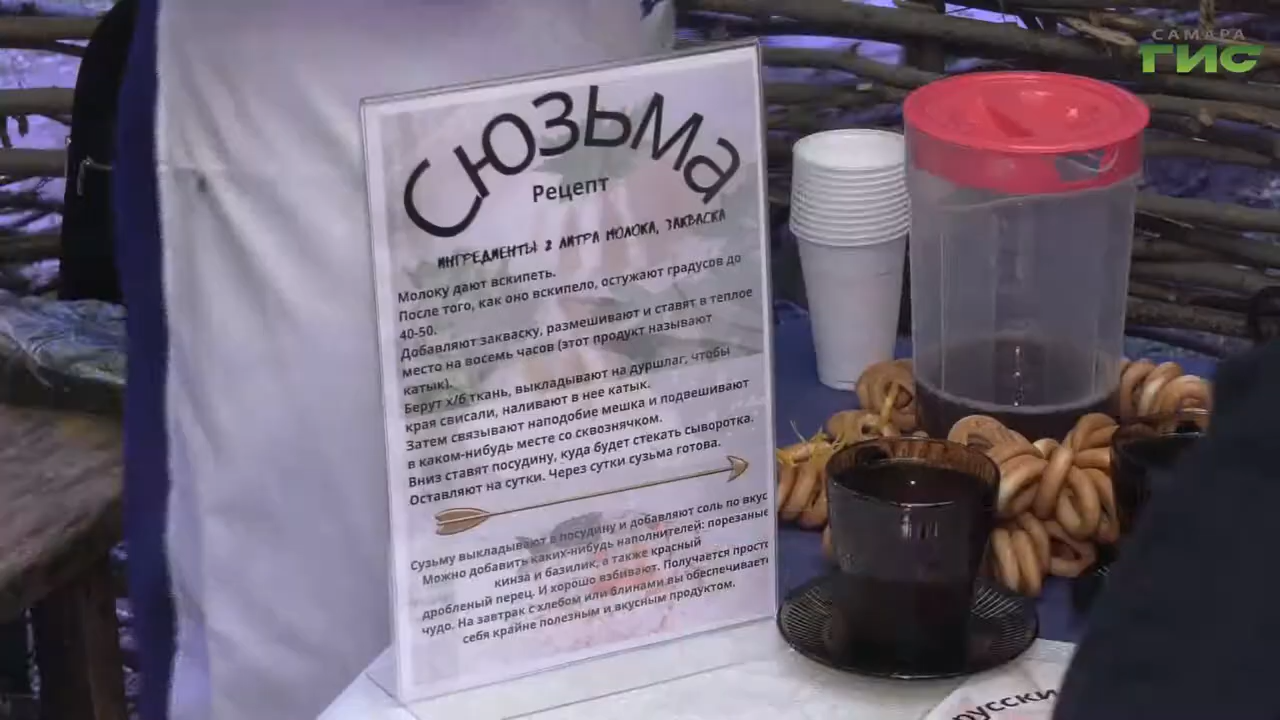 САМАРА
ГИС
Сюзьма
Рецепт
ИНГРЕДИЕНТЫ: 2 ЛИТРА МОЛОКА, ЗАКВАСКА
Молоку дают вскипеть.
После того, как оно вскипело, остужают градусов до
40-50.
Добавляют закваску, размешивают и ставят в теплое
место на восемь часов (этот продукт называют
катык).
Берут х/б ткань, выкладывают на дуршлаг, чтобы
края свисали, наливают в нее катык.
Затем связывают наподобие мешка и подвешивают
в каком-нибудь месте со сквознячком.
Вниз ставят посудину, куда будет стекать сыворотка.
Оставляют на сутки. Через сутки сузьма готова.
Сузьму выкладывают в посудину и добавляют соль по вкус
Можно добавить каких-нибудь наполнителей: порезаные
кинза и базилик, а также красный
дробленый перец. И хорошо взбивают. Получается просто
чудо. На завтрак с хлебом или блинами вы обеспечивает
себя крайне полезным и вкусным продуктом.
русски